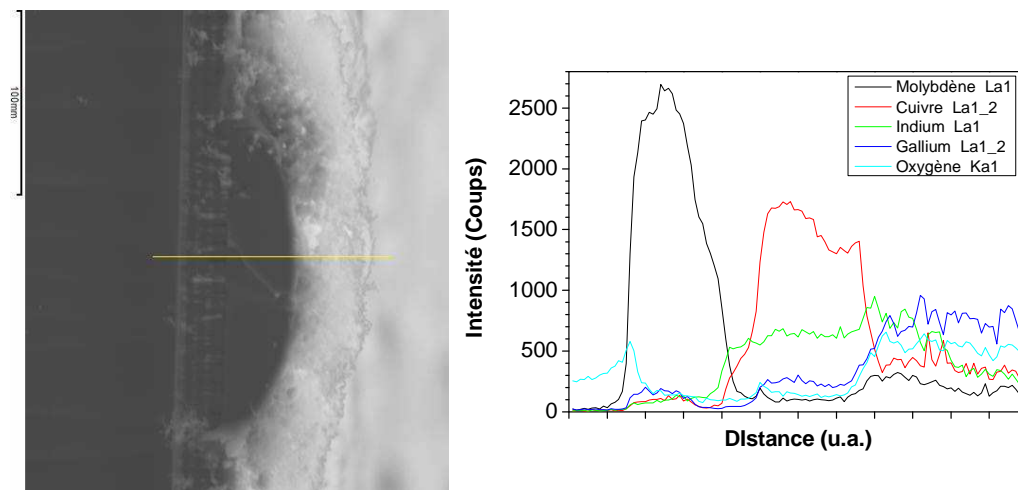 100mm
2500
2000
1500
1000
500
0
Intensité (Coups)
DIstance (u.a.)
Molybdène La1
Cuivre La1_2
Indium La1
Gallium La1_2
Oxygène Ka1